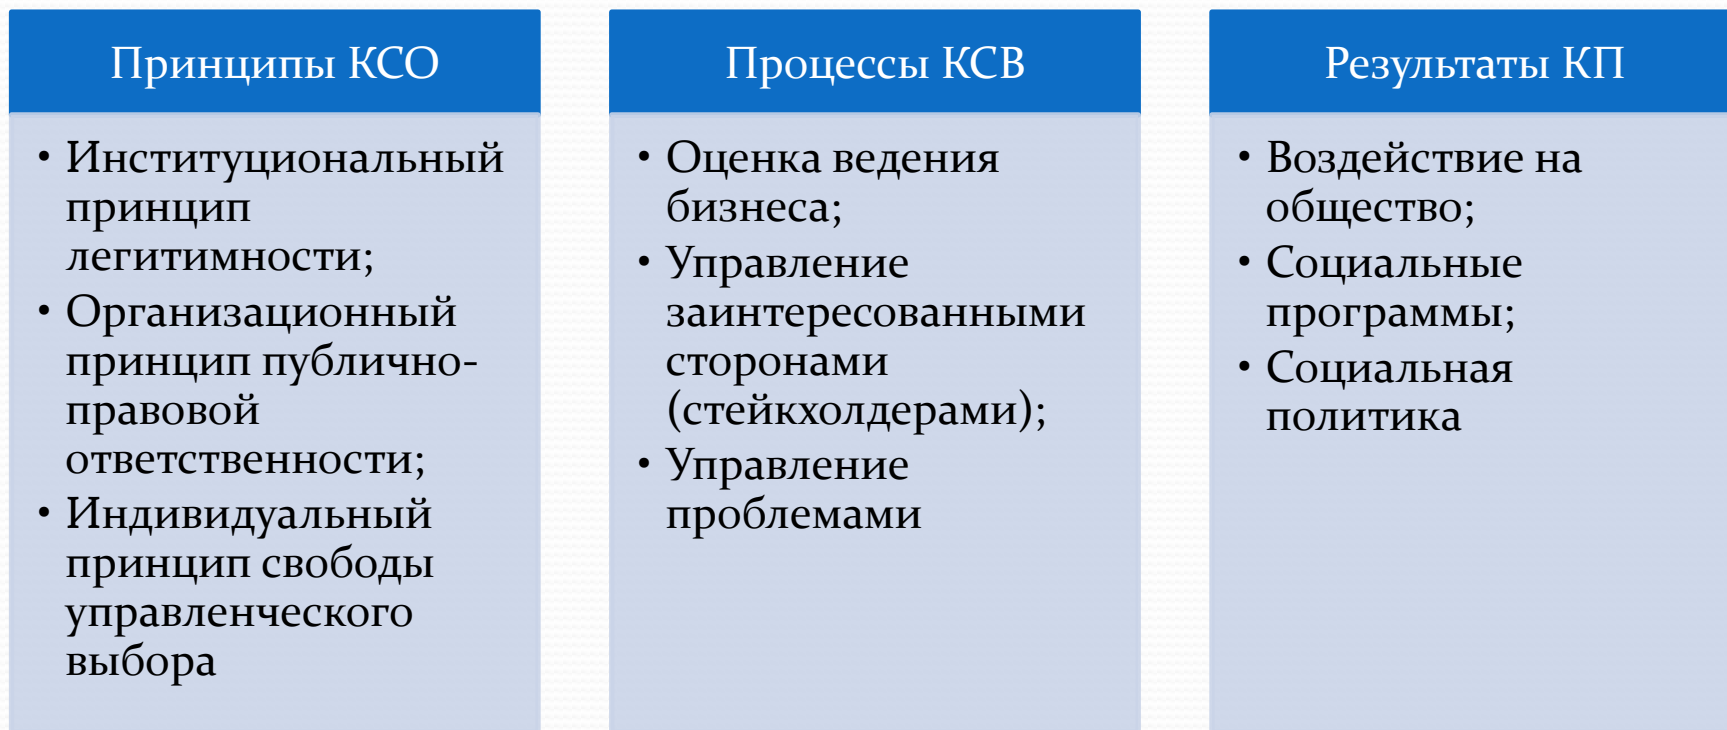 Принципы КСО
• Институциональный
принцип
легитимности;
• Организационный
принцип публично-
правовой
ответственности;
• Индивидуальный
принцип свободы
управленческого
выбора
Процессы КСВ
• Оценка ведения
бизнеса;
• Управление
заинтересованными
сторонами
(стейкхолдерами);
• Управление
проблемами
Результаты КП
• Воздействие на
общество;
• Социальные
программы;
• Социальная
политика